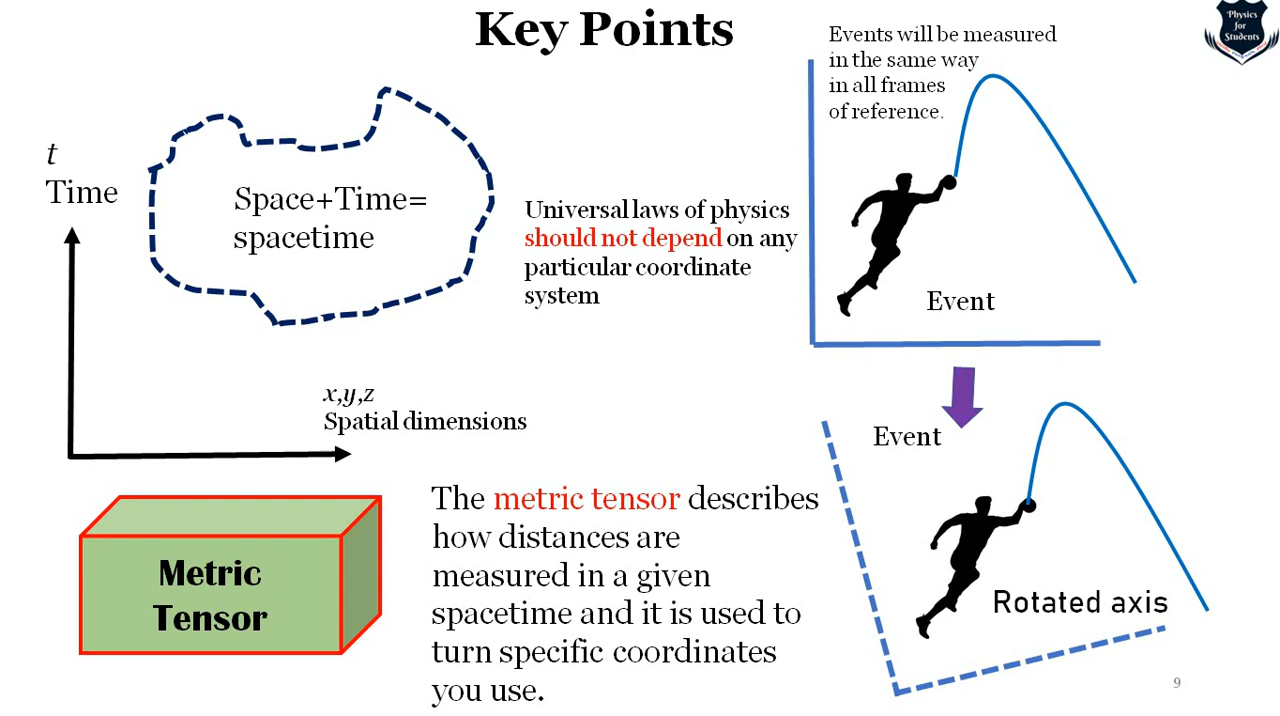 Key Points
Physics
for
Students
Events will be measured
in the same way
in all frames
of reference.
t
Time
Space+Time=
spacetime
Universal laws of physics
should not depend on any
particular coordinate
system
Event
x,y,z
Spatial dimensions
Event
Metric
Tensor
The metric tensor describes
how distances are
measured in a given
spacetime and it is used to
turn specific coordinates
you use.
Rotated axis
9